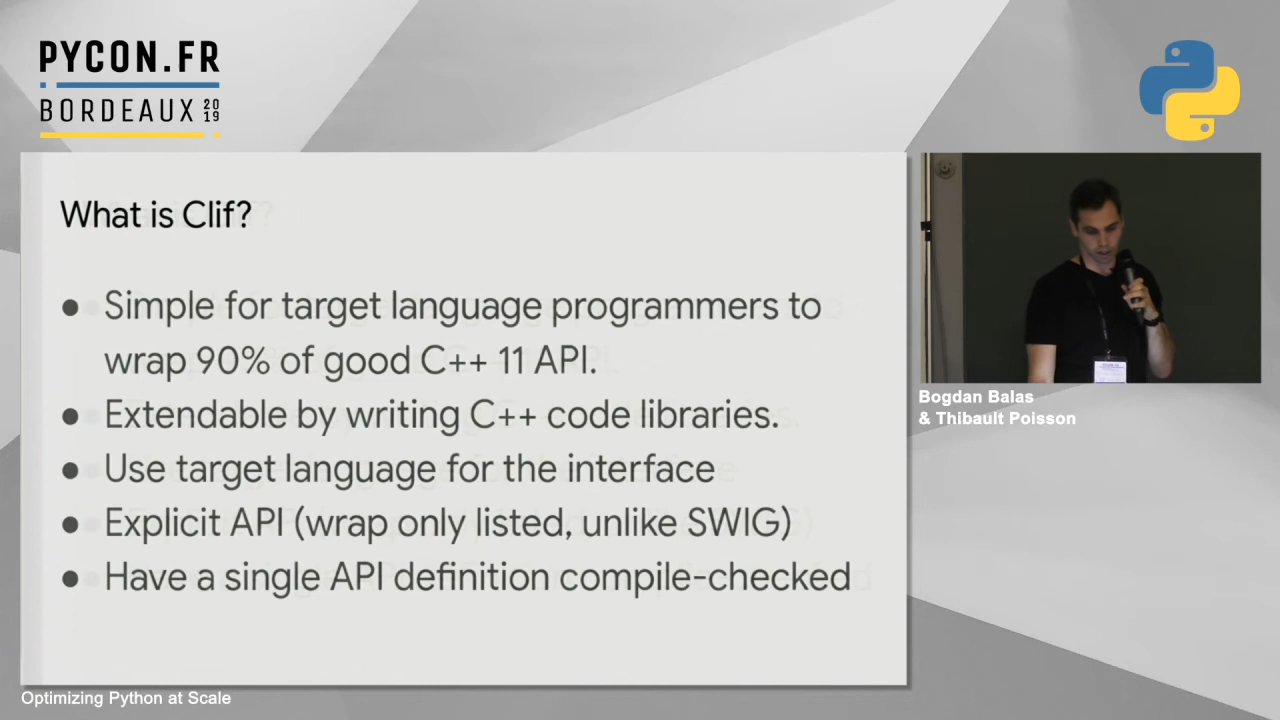 PYCON.FR
BORDEAUX 2019
What is Clif?
● Simple for target language programmers to
wrap 90% of good C++ 11 API.
● Extendable by writing C++ code libraries.
● Use target language for the interface
● Explicit API (wrap only listed, unlike SWIG)
● Have a single API definition compile-checked
Bogdan Balas
& Thibault Poisson
PYCON.FR
Optimizing Python at Scale